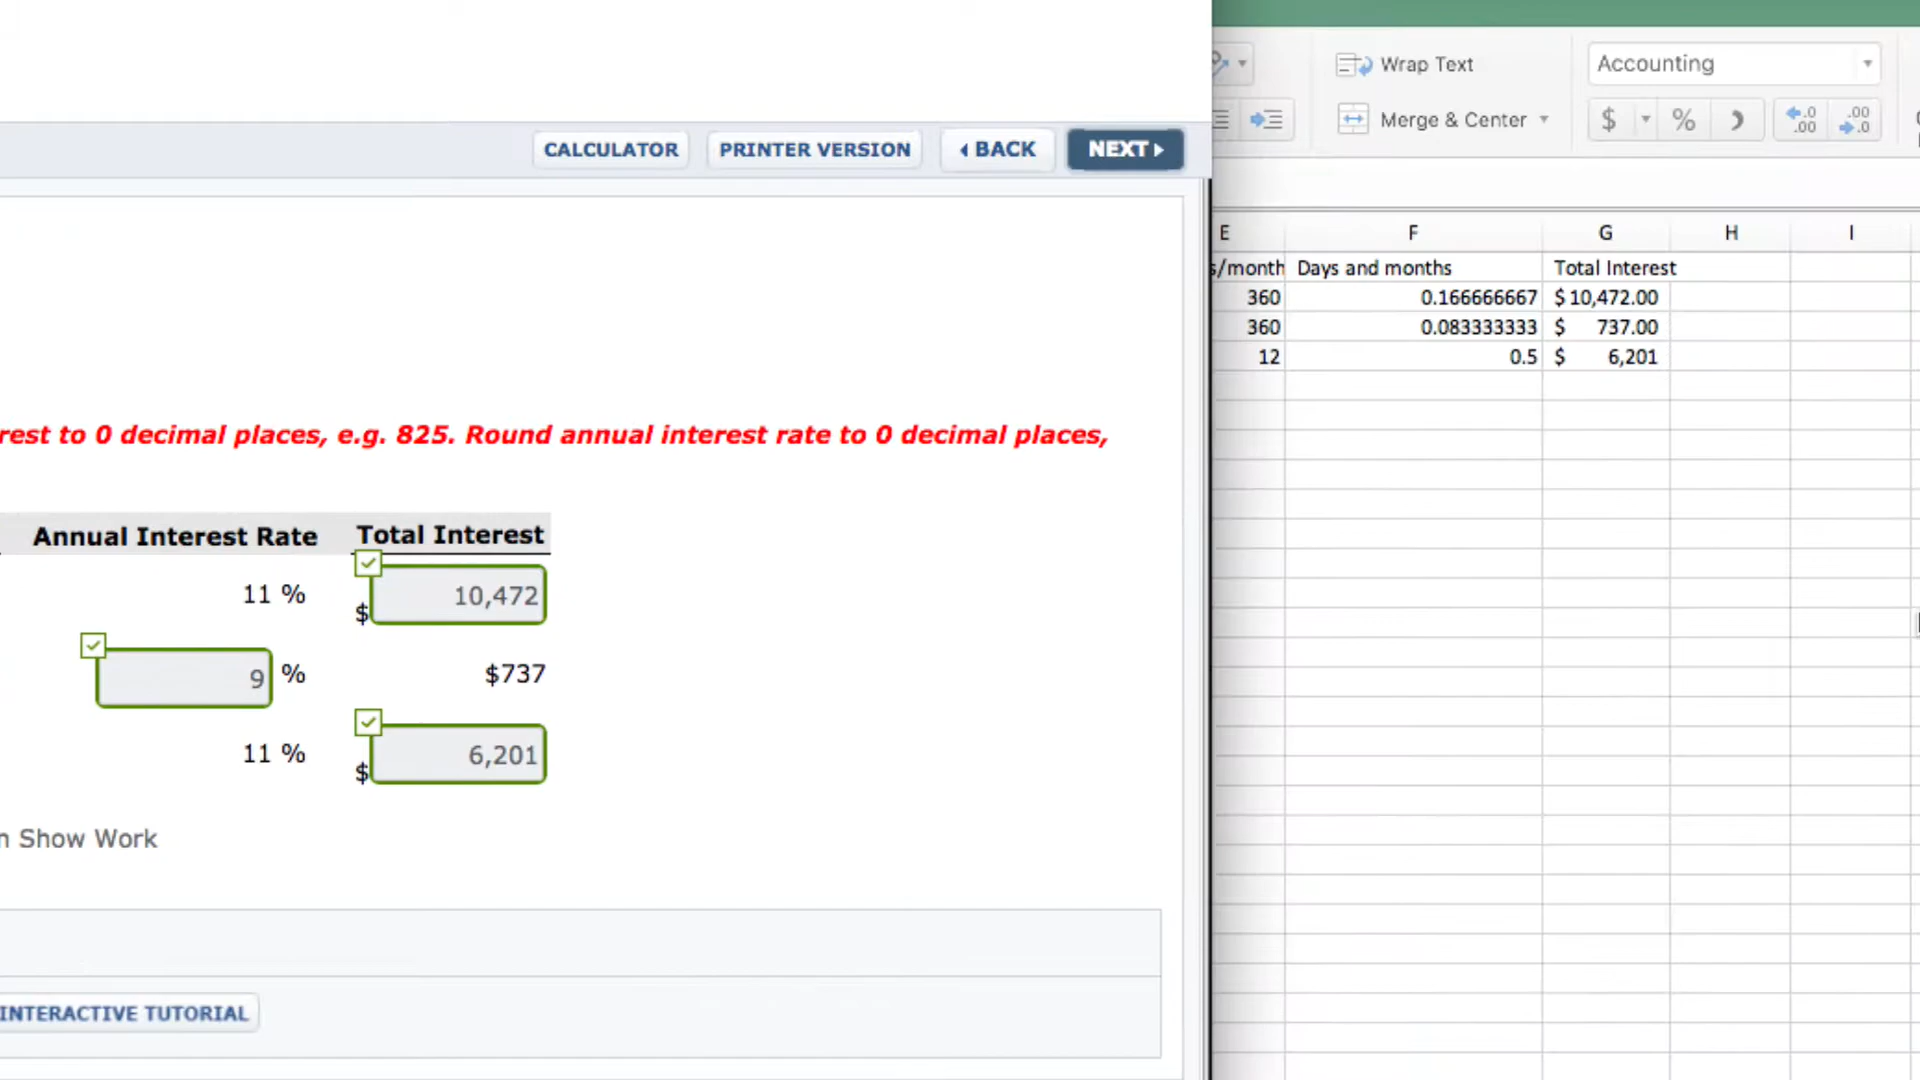 Wrap Text
Accounting
Merge & Center
$
%
CALCULATOR
PRINTER VERSION
BACK
NEXT
E
F
G
H
I
s/month
Days and months
Total Interest
360
0.166666667
$ 10,472.00
360
0.083333333
$ 737.00
12
0.5
$ 6,201
rest to 0 decimal places, e.g. 825. Round annual interest rate to 0 decimal places,
Annual Interest Rate
Total Interest
11 %
$ 10,472
9 %
$737
11 %
$ 6,201
n Show Work
INTERACTIVE TUTORIAL